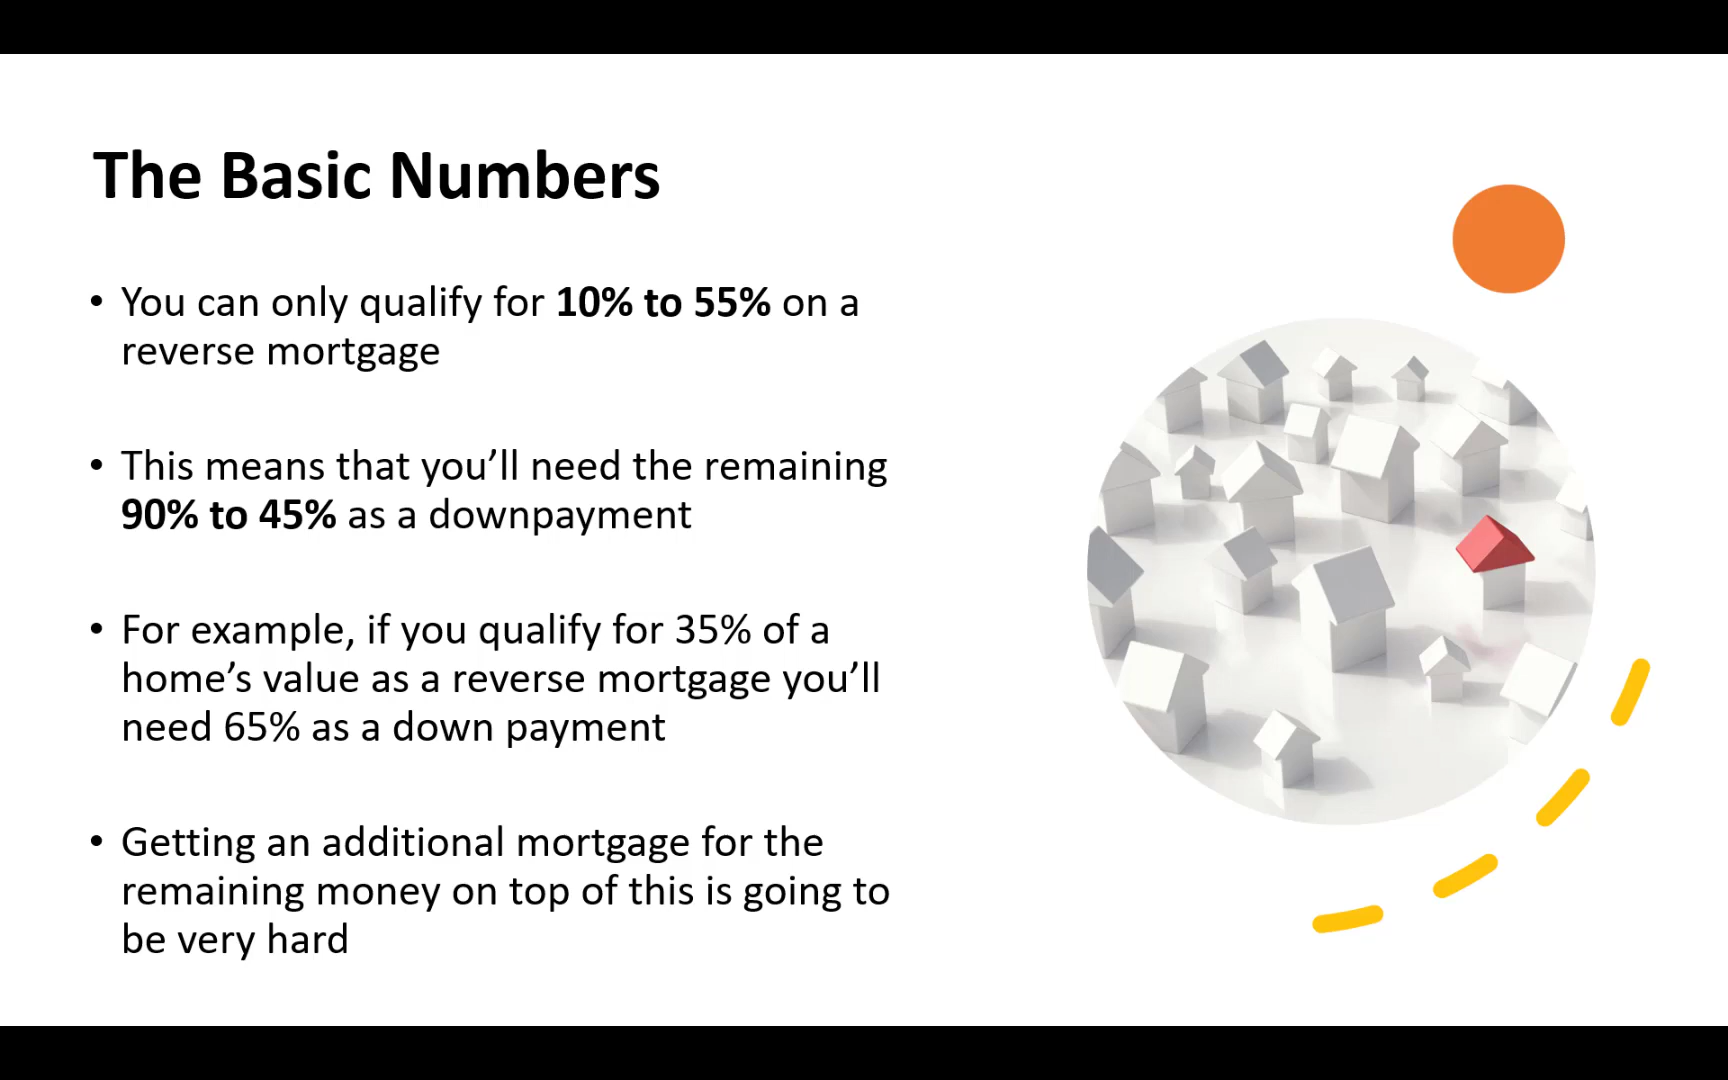 The Basic Numbers
• You can only qualify for 10% to 55% on a
reverse mortgage
• This means that you’ll need the remaining
90% to 45% as a downpayment
• For example, if you qualify for 35% of a
home’s value as a reverse mortgage you’ll
need 65% as a down payment
• Getting an additional mortgage for the
remaining money on top of this is going to
be very hard